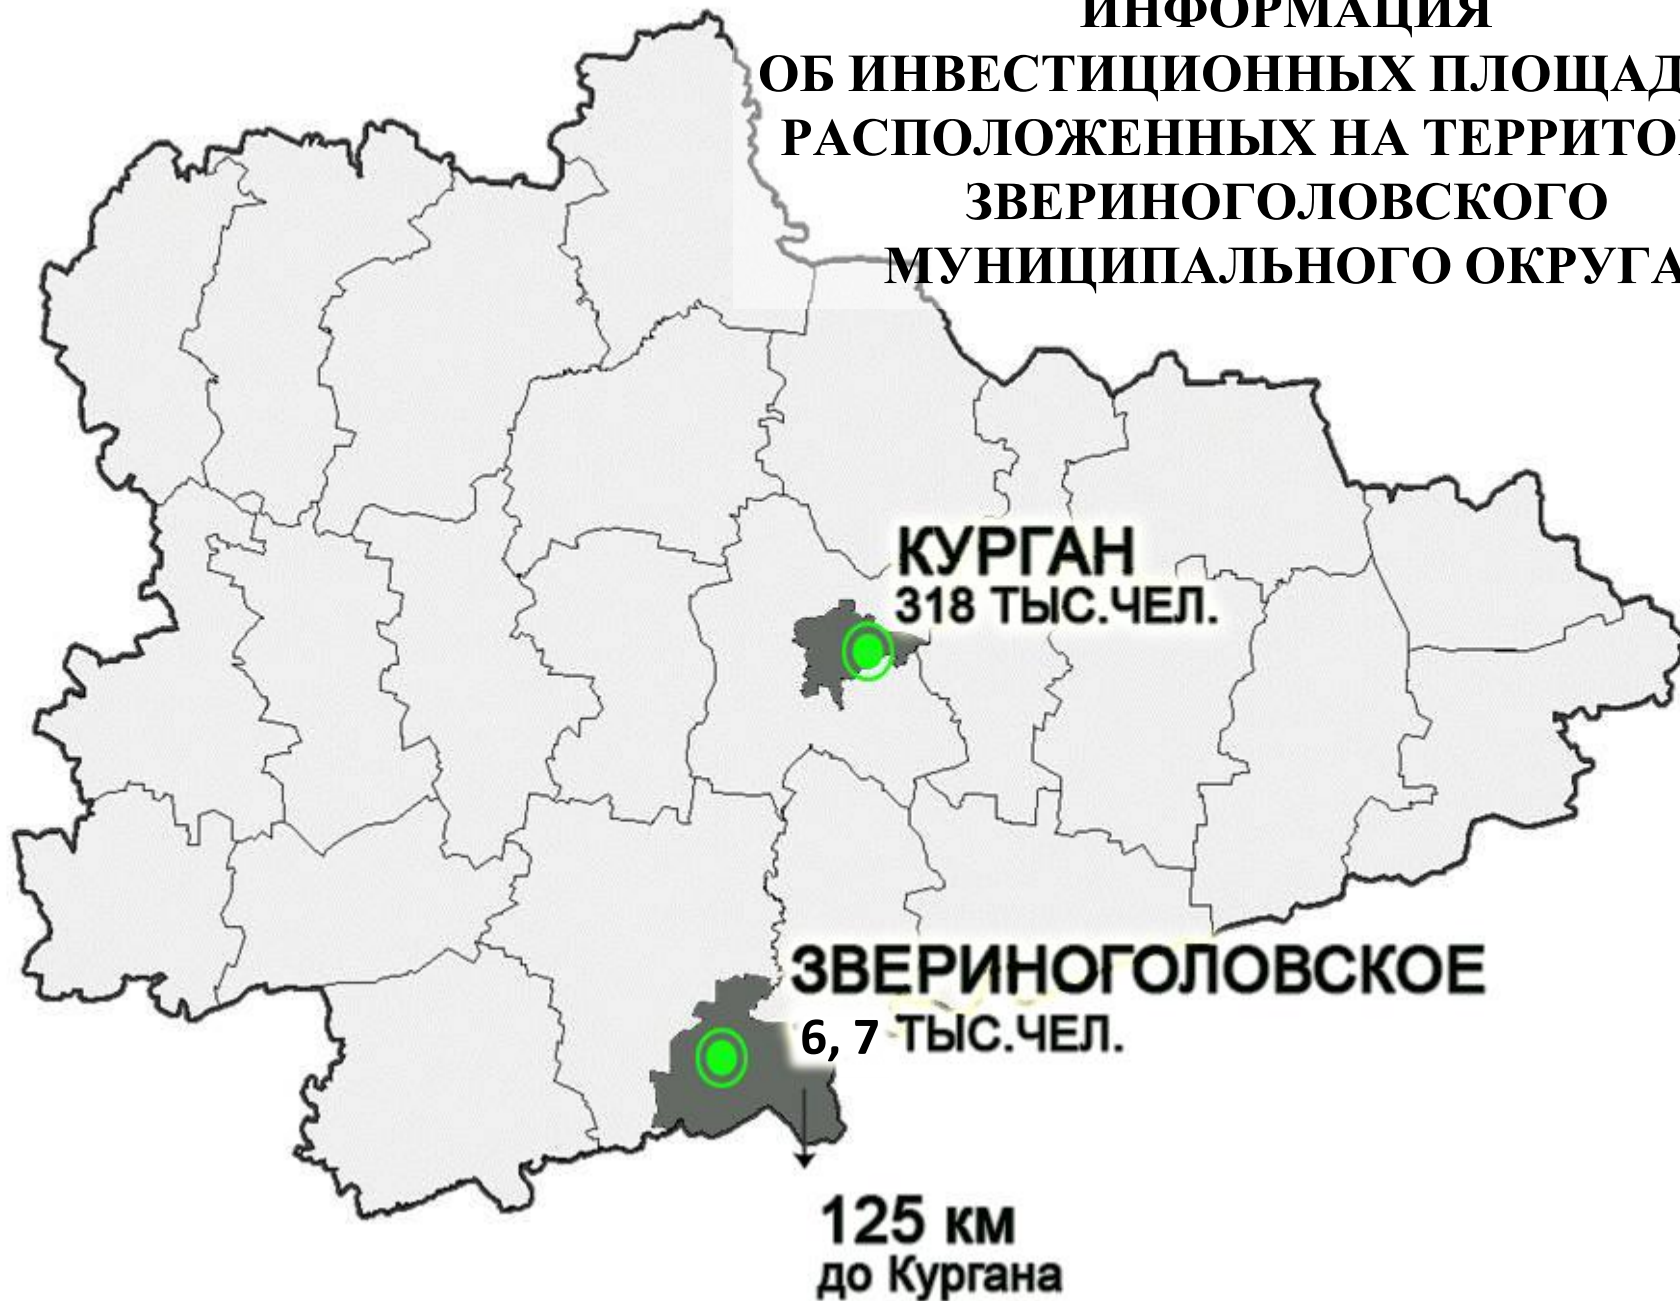 ИНФОРМАЦИЯ
ОБ ИНВЕСТИЦИОННЫХ ПЛОЩАД
РАСПОЛОЖЕННЫХ НА ТЕРРИТО
ЗВЕРИНОГОЛОВСКОГО
МУНИЦИПАЛЬНОГО ОКРУГА
КУРГАН
318 ТЫС.ЧЕЛ.
ЗВЕРИНОГОЛОВСКОЕ
6, 7 ТЫС.ЧЕЛ.
125 км
до Кургана